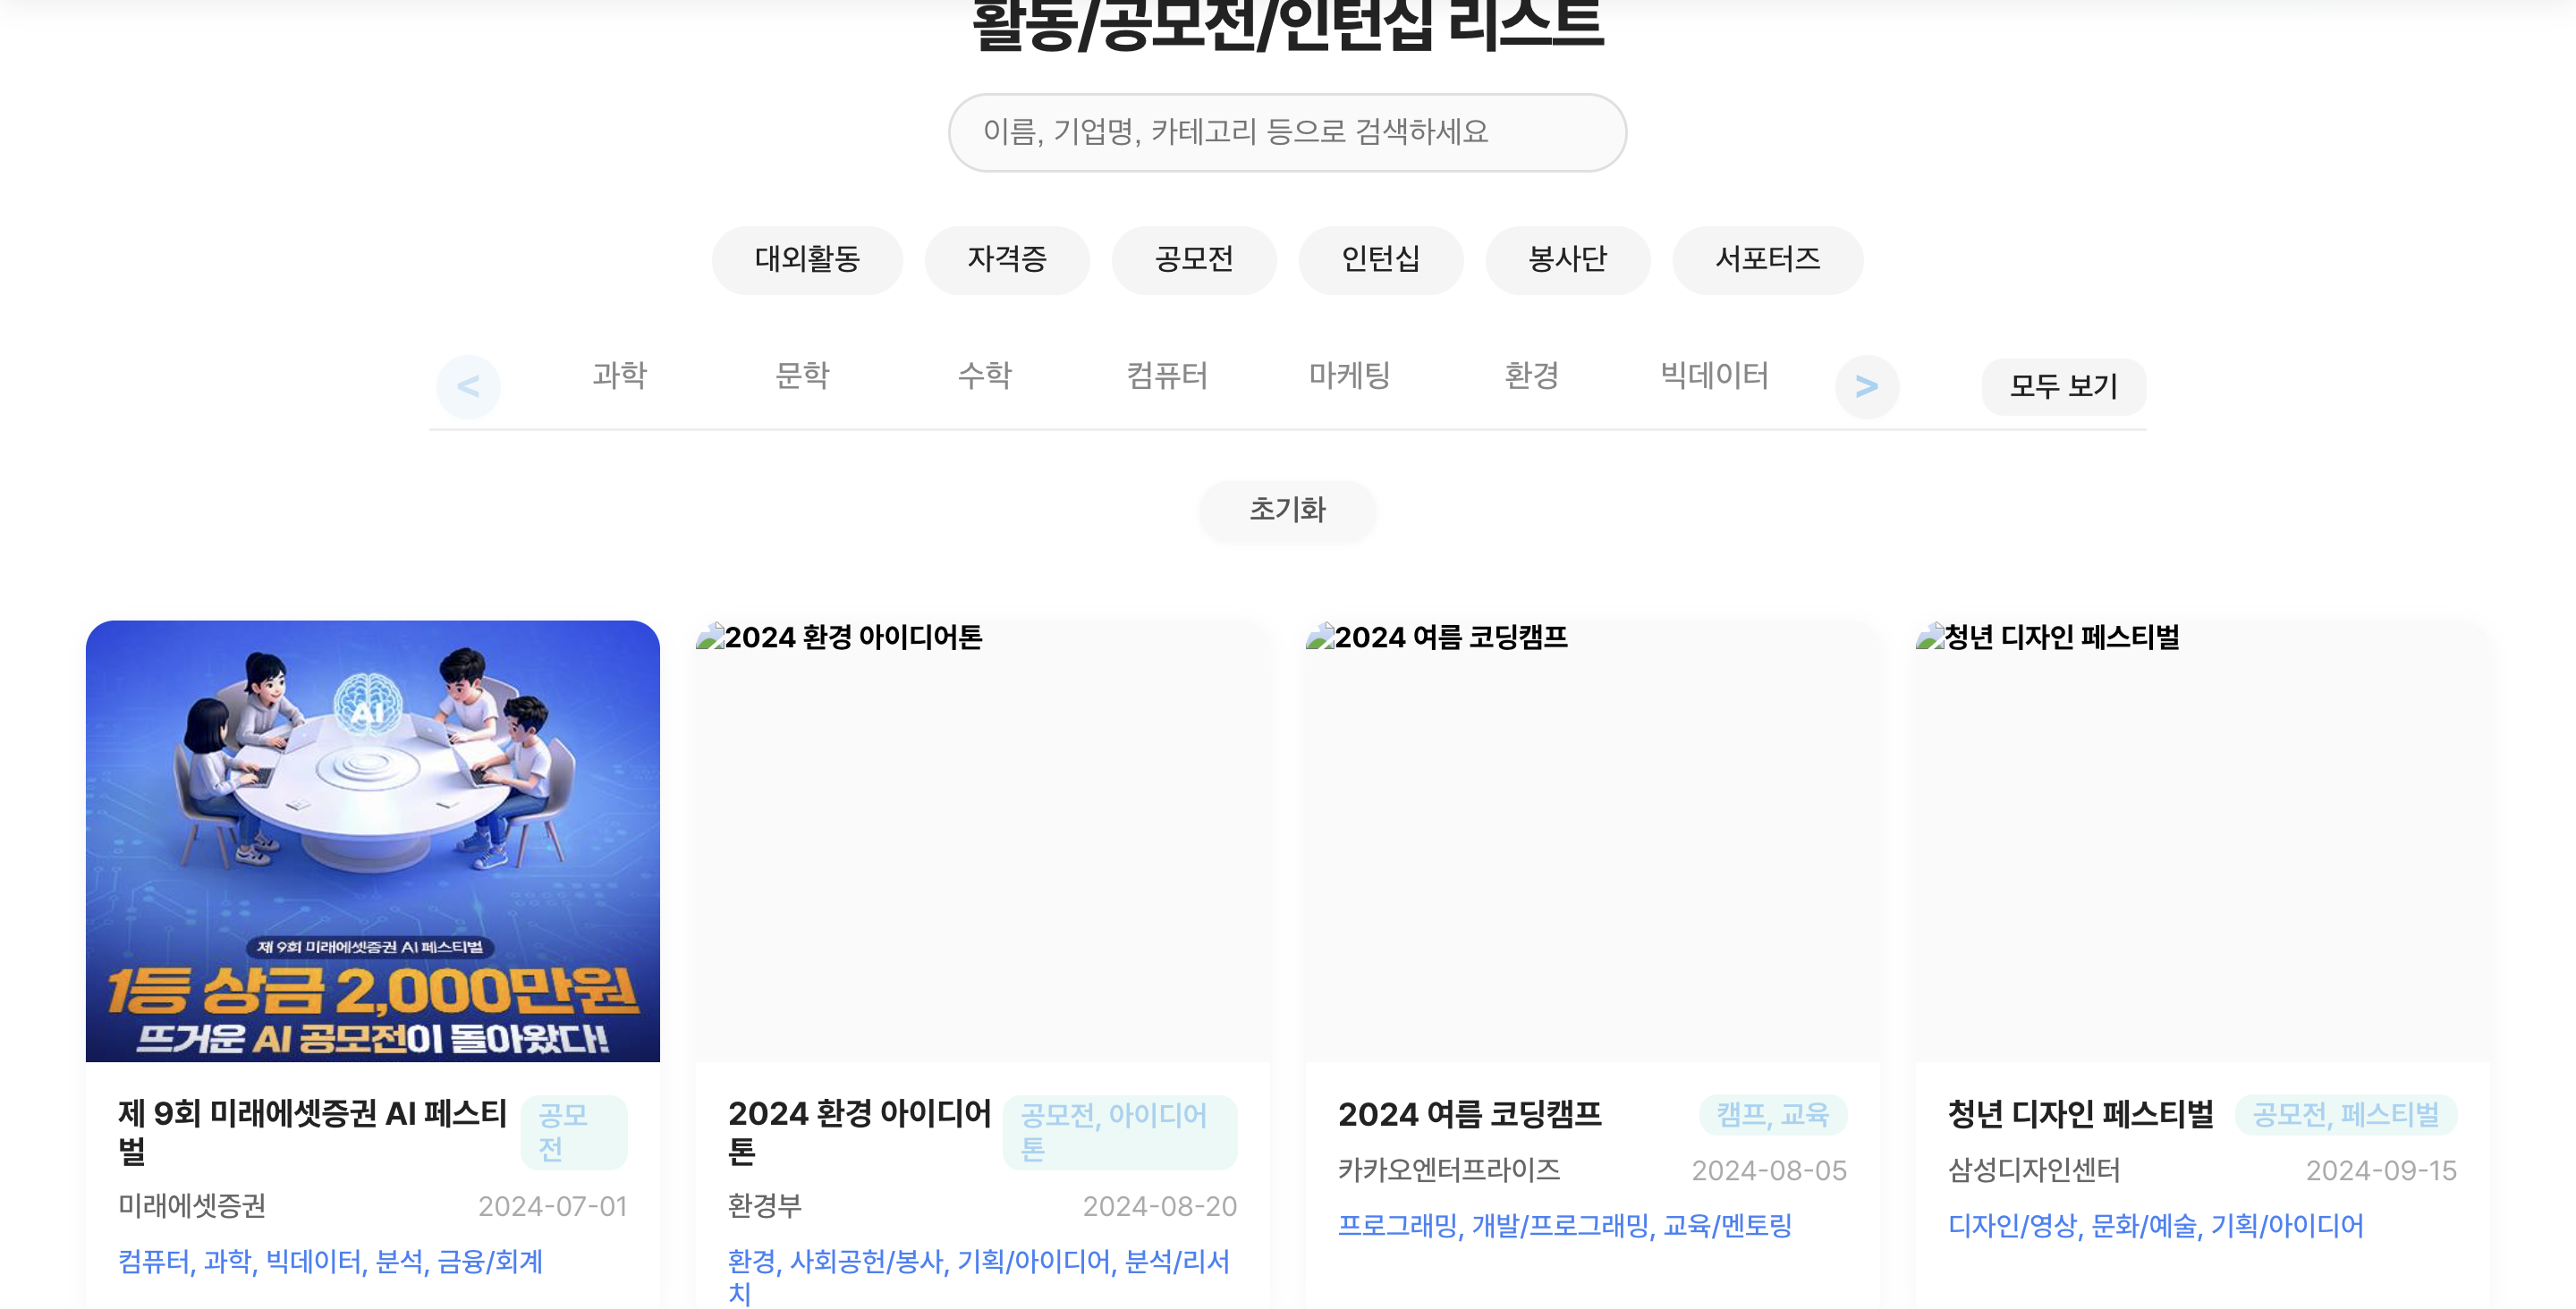 활동/공모전/인턴십 리스트
이름, 기업명, 카테고리 등으로 검색하세요
대외활동 자격증 공모전 인턴십 봉사단 서포터즈
< 과학 문학 수학 컴퓨터 마케팅 환경 빅데이터 > 모두 보기
초기화
AI
제 9회 미래에셋증권 AI 페스티벌
1등 상금 2,000만원
뜨거운 AI 공모전이 돌아왔다!
제 9회 미래에셋증권 AI 페스티
벌
공모
전
미래에셋증권 2024-07-01
컴퓨터, 과학, 빅데이터, 분석, 금융/회계
2024 환경 아이디어톤
2024 환경 아이디어
톤
공모전, 아이디어
톤
환경부 2024-08-20
환경, 사회공헌/봉사, 기획/아이디어, 분석/리서
치
2024 여름 코딩캠프
2024 여름 코딩캠프 캠프, 교육
카카오엔터프라이즈 2024-08-05
프로그래밍, 개발/프로그래밍, 교육/멘토링
청년 디자인 페스티벌
청년 디자인 페스티벌 공모전, 페스티벌
삼성디자인센터 2024-09-15
디자인/영상, 문화/예술, 기획/아이디어